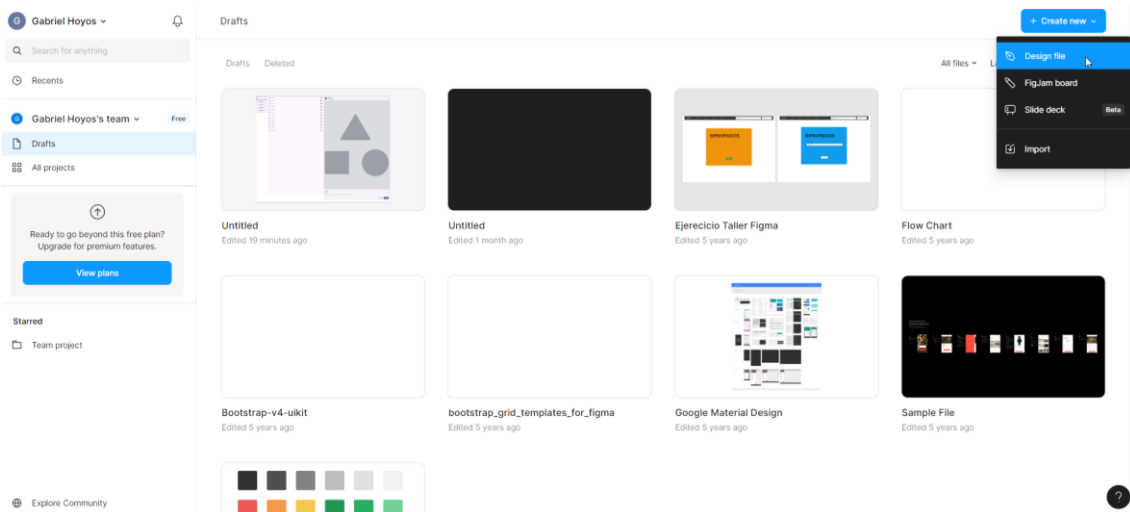 G Gabriel Hoyos
Search for anything
Recents
Gabriel Hoyos's team Free
Drafts
All projects
Ready to go beyond this free plan?
Upgrade for premium features.
View plans
Starred
Team project
Explore Community
Drafts
+ Create new
Design file
FigJam board
Slide deck Beta
Import
Drafts Deleted
All files
Untitled
Edited 19 minutes ago
Untitled
Edited 1 month ago
BIENVENIDOS
BIENVENIDOS
Ejerecicio Taller Figma
Edited 5 years ago
Flow Chart
Edited 5 years ago
Bootstrap-v4-uikit
Edited 5 years ago
bootstrap_grid_templates_for_figma
Edited 5 years ago
Google Material Design
Edited 5 years ago
Sample File
Edited 5 years ago
?